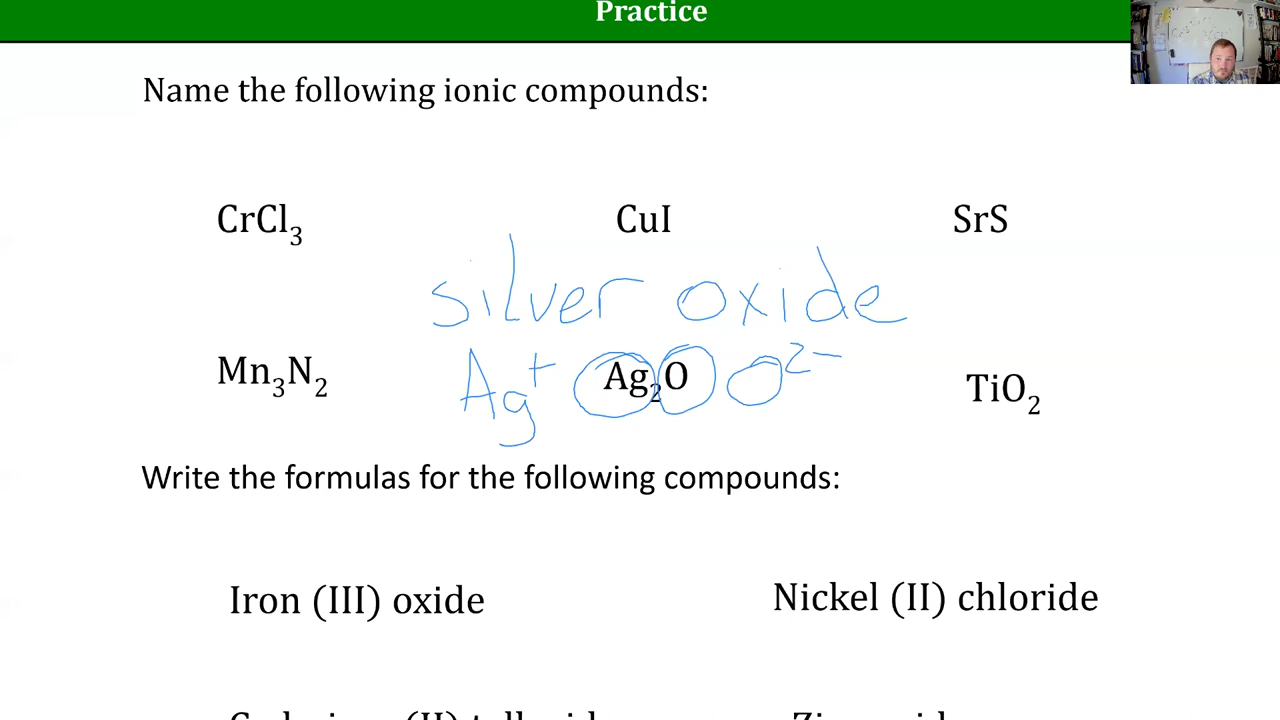 Practice
Name the following ionic compounds:
CrCl₃ CuI SrS
silver oxide
Mn₃N₂ Ag⁺ Ag₂O O²⁻ TiO₂
Write the formulas for the following compounds:
Iron (III) oxide Nickel (II) chloride